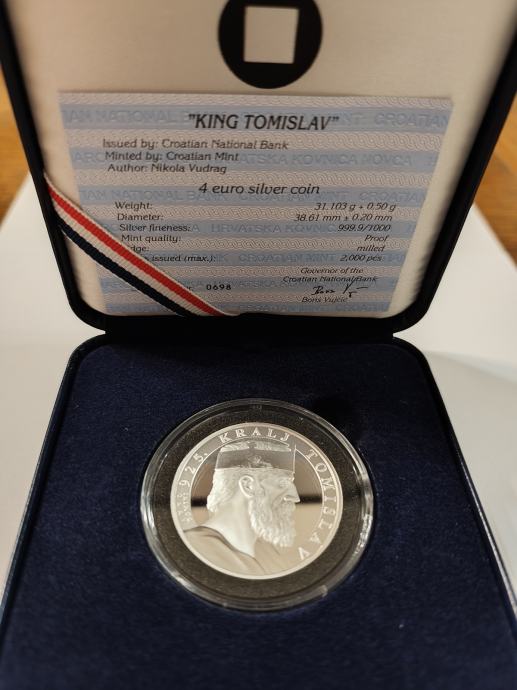 "KING TOMISLAV"
Issued by: Croatian National Bank
Minted by: Croatian Mint
Author: Nikola Vudrag
4 euro silver coin
Weight: 31.103 g + 0.50 g
Diameter: 38.61 mm ± 0.20 mm
Silver fineness: 999.9/1000
Mint quality: Proof
dge: milled
issued (max.): 2,000 pcs
Governor of the
Croatian National Bank
0698
Boris Vujčić
925. KRALJ TOMISLAV